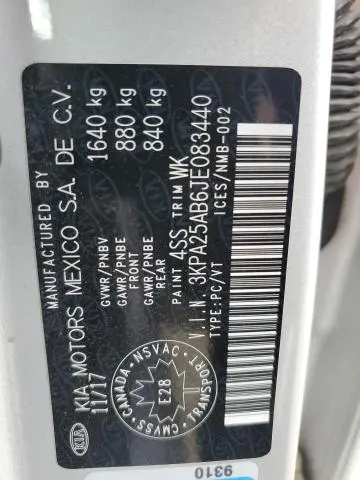 MANUFACTURED BY
KIA MOTORS MEXICO S.A. DE C.V.
11/17
GVWR/PNBV 1640 kg
GAWR/PNBE FRONT 880 kg
GAWR/PNBE REAR 840 kg
PAINT 4SS TRIM WK
V.I.N. 3KPA25AB6JE083440
TYPE:PC/VT ICES/NMB-002
KIA
CANADA NSVAC
TRANSPORT CMVSS
E28
9310